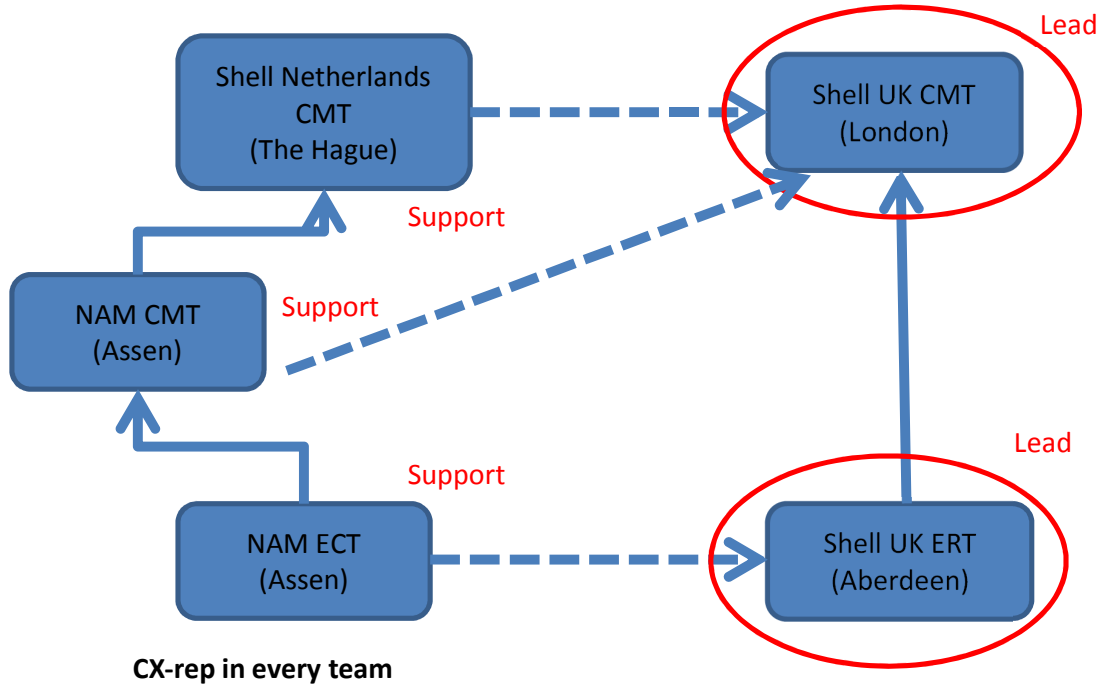 Lead
Shell Netherlands
CMT
(The Hague)
Shell UK CMT
(London)
Support
NAM CMT
(Assen)
Support
Lead
Support
NAM ECT
(Assen)
Shell UK ERT
(Aberdeen)
CX-rep in every team